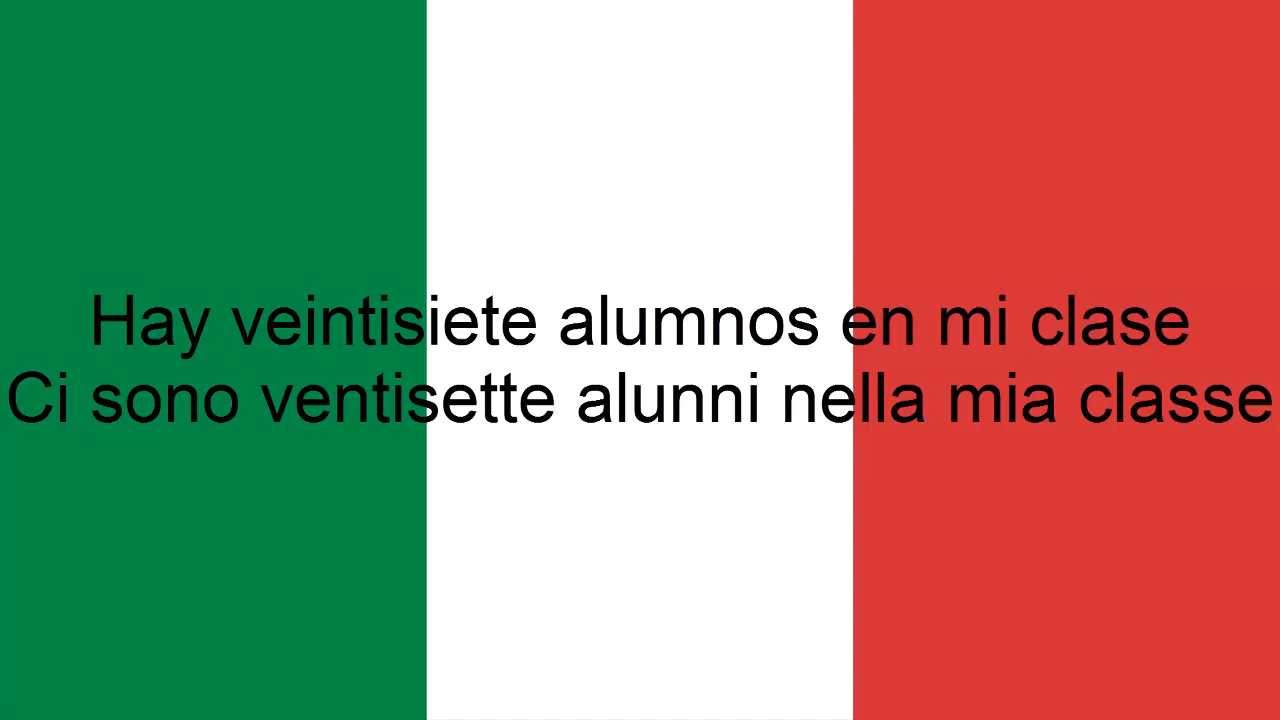 Hay veintisiete alumnos en mi clase
Ci sono ventisette alunni nella mia classe